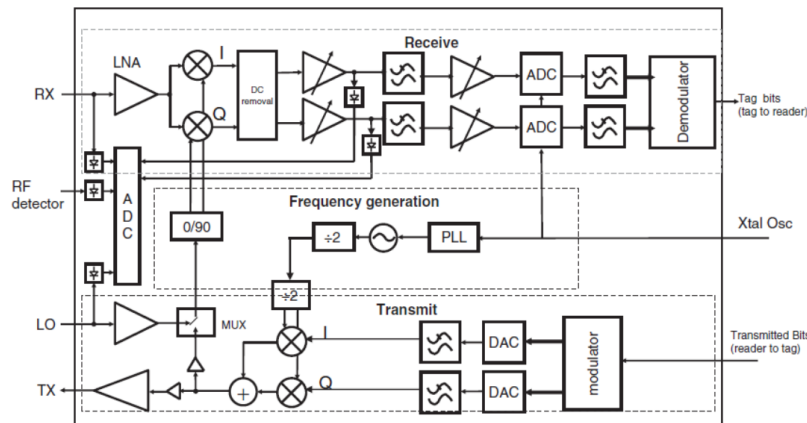 Receive
LNA
I
RX
DC
removal
ADC
Q
ADC
Demodulator
Tag bits
(tag to reader)
RF
detector
A
D
C
Frequency generation
0/90
÷2
PLL
Xtal Osc
÷2
Transmit
LO
MUX
I
DAC
modulator
Transmitted Bits
(reader to tag)
TX
+
Q
DAC